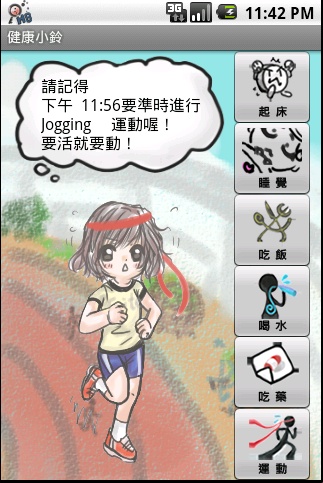 3G
11:42 PM
健康小鈴
請記得
下午 11:56要準時進行
Jogging 運動喔！
要活就要動！
起床
睡覺
吃飯
喝水
吃藥
運動